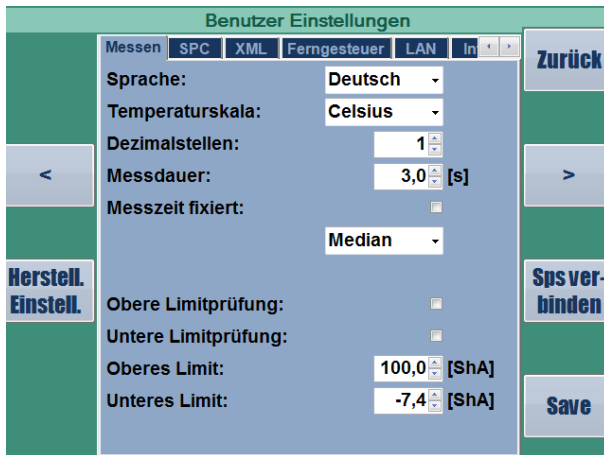 Benutzer Einstellungen
Messen SPC XML Ferngesteuer LAN In
Zurück
Sprache: Deutsch
Temperaturskala: Celsius
Dezimalstellen: 1
< Messdauer: 3,0 [s] >
Messzeit fixiert:
Median
Herstell.
Einstell.
Sps ver-
binden
Obere Limitprüfung:
Untere Limitprüfung:
Oberes Limit: 100,0 [ShA]
Unteres Limit: -7,4 [ShA]
Save